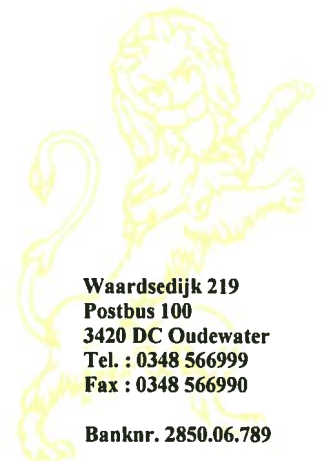 Waardsedijk 219
Postbus 100
3420 DC Oudewater
Tel. : 0348 566999
Fax : 0348 566990
Banknr. 2850.06.789